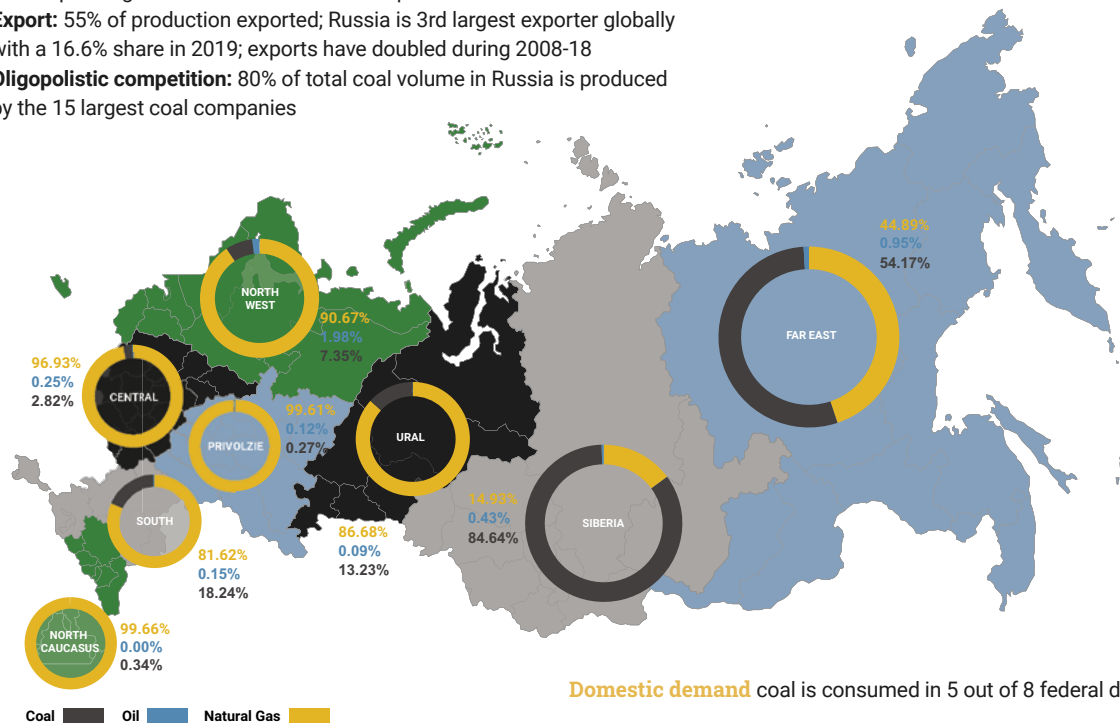 Export: 55% of production exported; Russia is 3rd largest exporter globally
with a 16.6% share in 2019; exports have doubled during 2008-18
Oligopolistic competition: 80% of total coal volume in Russia is produced
by the 15 largest coal companies
44.89%
0.95%
54.17%
FAR EAST
NORTH
WEST
90.67%
1.98%
7.35%
96.93%
0.25%
2.82%
CENTRAL
99.61%
0.12%
0.27%
PRIVOLZIE
URAL
86.68%
0.09%
13.23%
14.93%
0.43%
84.64%
SIBERIA
SOUTH
81.62%
0.15%
18.24%
NORTH
CAUCASUS
99.66%
0.00%
0.34%
Domestic demand coal is consumed in 5 out of 8 federal
Coal Oil Natural Gas